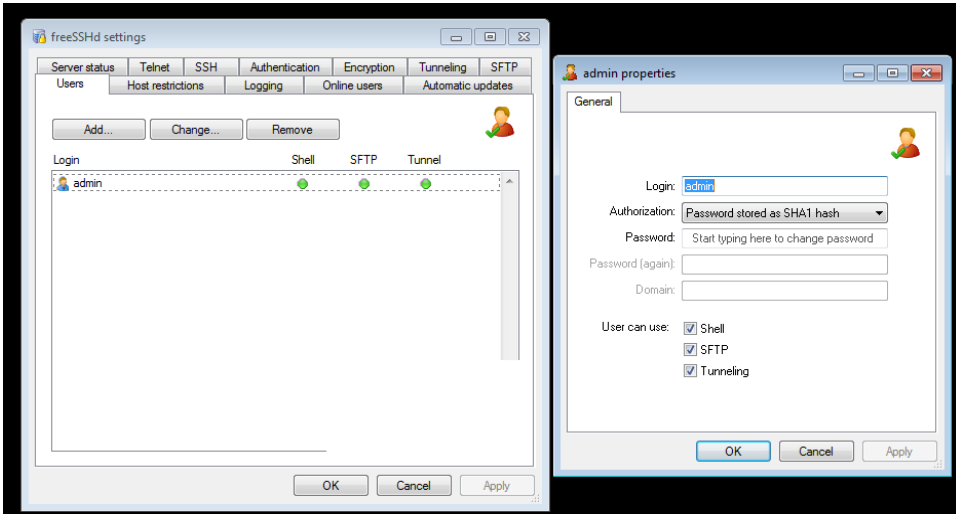 freeSSHd settings
Server status Telnet SSH Authentication Encryption Tunneling SFTP
Users Host restrictions Logging Online users Automatic updates
Add... Change... Remove
Login Shell SFTP Tunnel
admin
OK Cancel Apply
admin properties
General
Login: admin
Authorization: Password stored as SHA1 hash
Password: Start typing here to change password
Password (again):
Domain:
User can use: Shell
SFTP
Tunneling
OK Cancel Apply